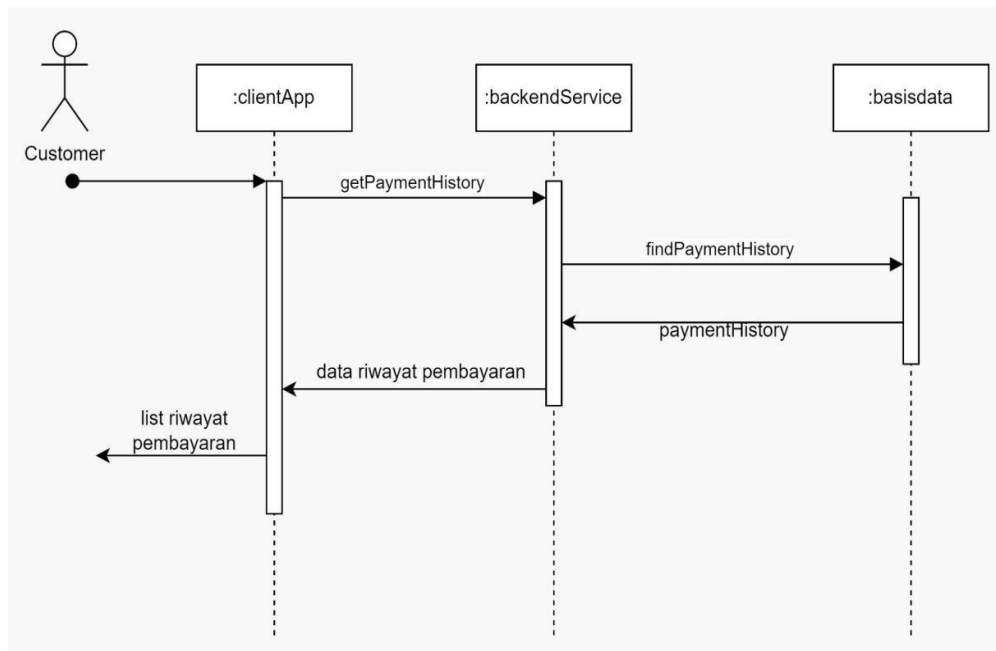 :clientApp
:backendService
:basisdata
Customer
getPaymentHistory
findPaymentHistory
paymentHistory
data riwayat pembayaran
list riwayat
pembayaran